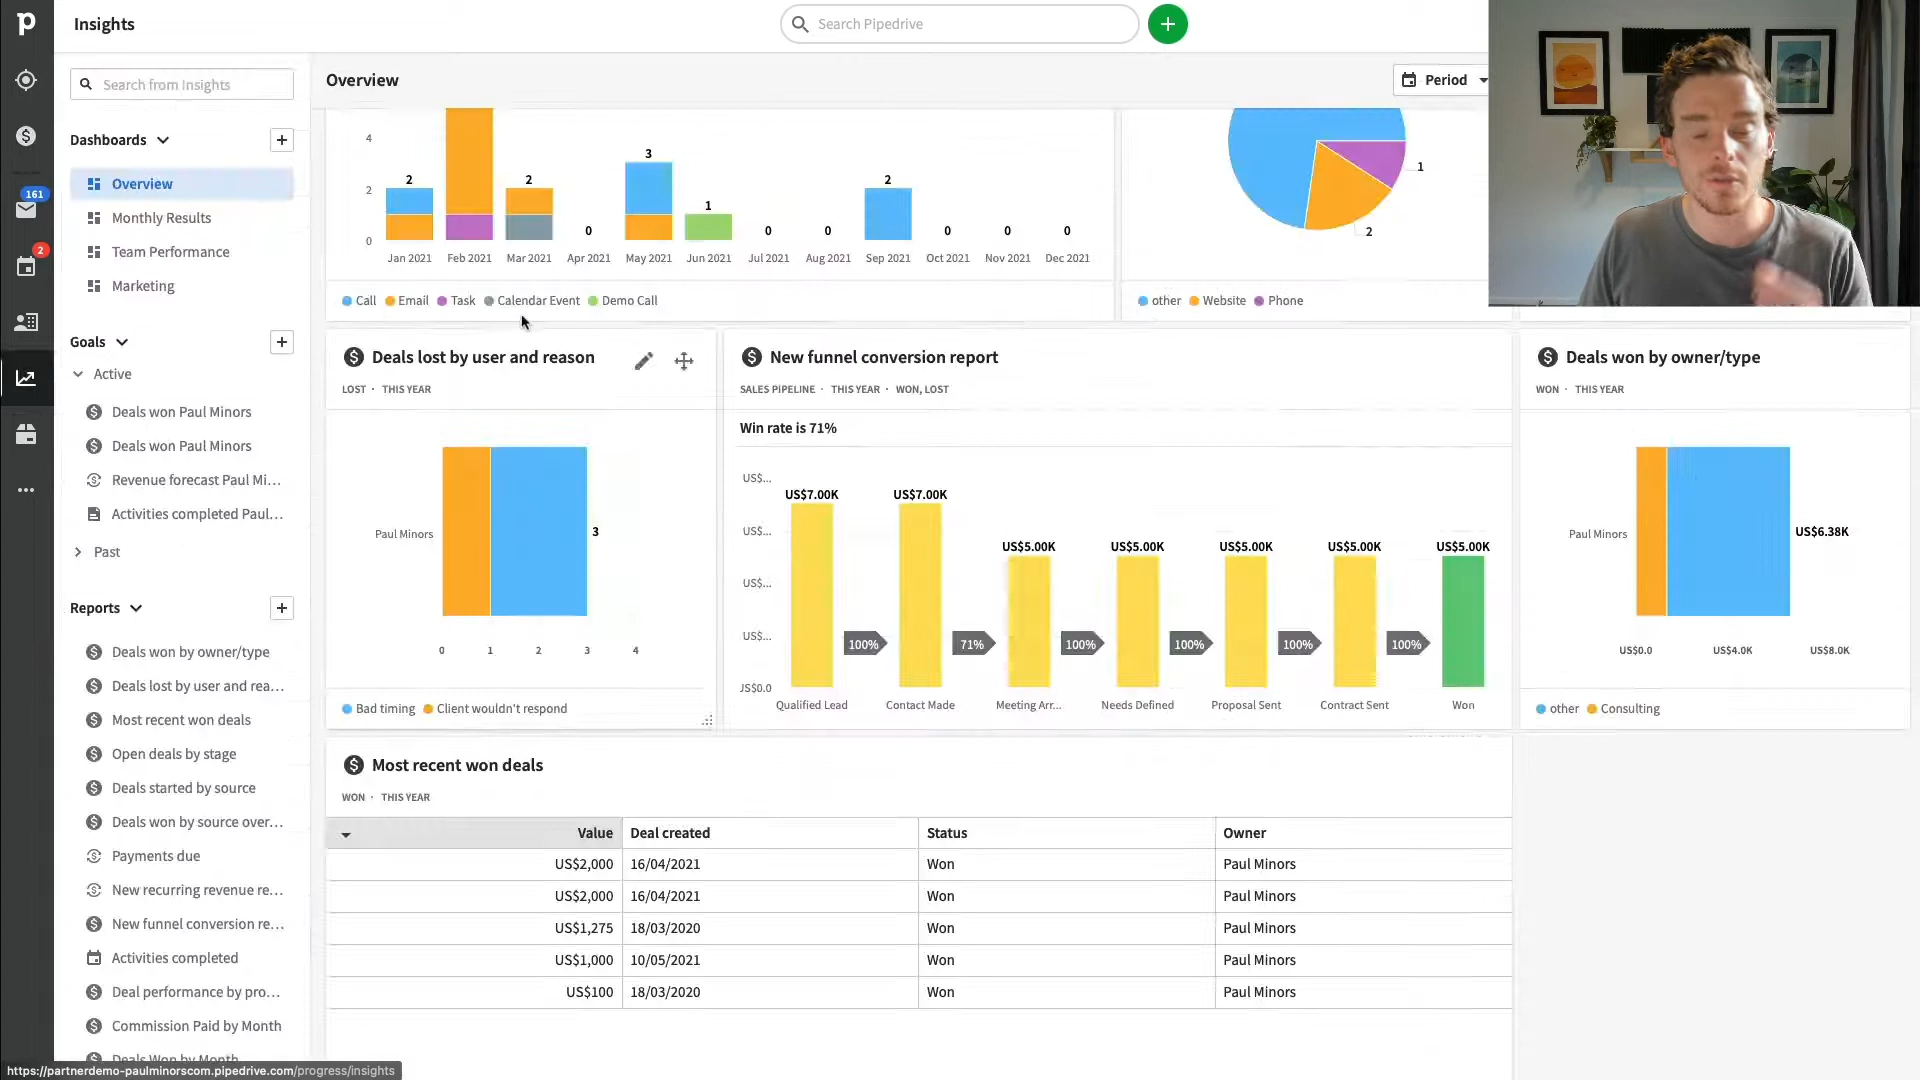 Insights
Search Pipedrive
Search from Insights
Overview
Period
Dashboards
Overview
Monthly Results
Team Performance
Marketing
161
2
Goals
Active
Deals won Paul Minors
Deals won Paul Minors
Revenue forecast Paul Mi...
Activities completed Paul...
Past
Reports
Deals won by owner/type
Deals lost by user and rea...
Most recent won deals
Open deals by stage
Deals started by source
Deals won by source over...
Payments due
New recurring revenue re...
New funnel conversion re...
Activities completed
Deal performance by pro...
Commission Paid by Month
Deals Won by Month
https://partnerdemo-paulminorscom.pipedrive.com/progress/insights
4
2
0
2 2 0 3 1 0 0 2 0 0 0
Jan 2021 Feb 2021 Mar 2021 Apr 2021 May 2021 Jun 2021 Jul 2021 Aug 2021 Sep 2021 Oct 2021 Nov 2021 Dec 2021
Call Email Task Calendar Event Demo Call
1
2
other Website Phone
Deals lost by user and reason
LOST · THIS YEAR
Paul Minors
3
0 1 2 3 4
Bad timing Client wouldn't respond
New funnel conversion report
SALES PIPELINE · THIS YEAR · WON, LOST
Win rate is 71%
US$...
US$...
US$...
US$...
US$0.0
US$7.00K US$7.00K US$5.00K US$5.00K US$5.00K US$5.00K US$5.00K
100% 71% 100% 100% 100% 100%
Qualified Lead Contact Made Meeting Arr... Needs Defined Proposal Sent Contract Sent Won
Deals won by owner/type
WON · THIS YEAR
Paul Minors
US$6.38K
US$0.0 US$4.0K US$8.0K
other Consulting
Most recent won deals
WON · THIS YEAR
Value Deal created Status Owner
US$2,000 16/04/2021 Won Paul Minors
US$2,000 16/04/2021 Won Paul Minors
US$1,275 18/03/2020 Won Paul Minors
US$1,000 10/05/2021 Won Paul Minors
US$100 18/03/2020 Won Paul Minors